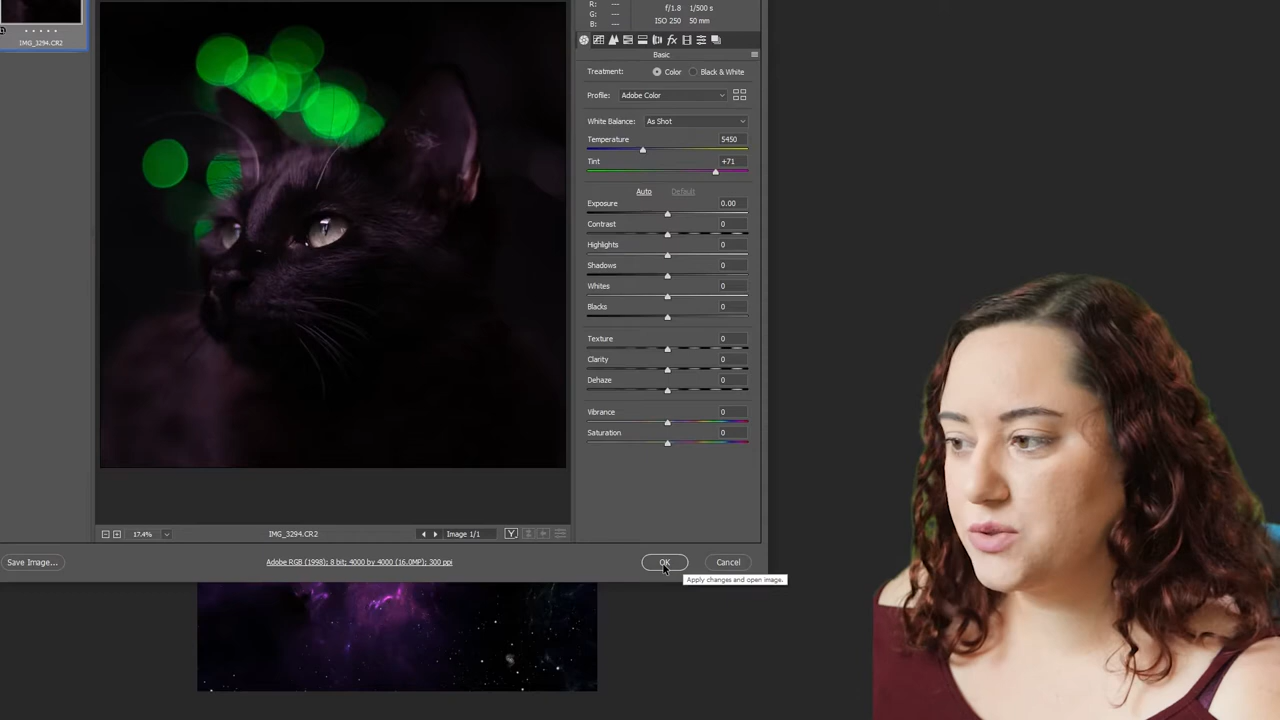 R: ---
G: ---
B: ---
f/1.8 1/500 s
ISO 250 50 mm
IMG_3294.CR2
Basic
Treatment: Color Black & White
Profile: Adobe Color
White Balance: As Shot
Temperature 5450
Tint +71
Auto Default
Exposure 0.00
Contrast 0
Highlights 0
Shadows 0
Whites 0
Blacks 0
Texture 0
Clarity 0
Dehaze 0
Vibrance 0
Saturation 0
17.4% IMG_3294.CR2 Image 1/1 Y
Save Image... Adobe RGB (1998); 8 bit; 4000 by 4000 (16.0MP); 300 ppi OK Cancel
Apply changes and open image.